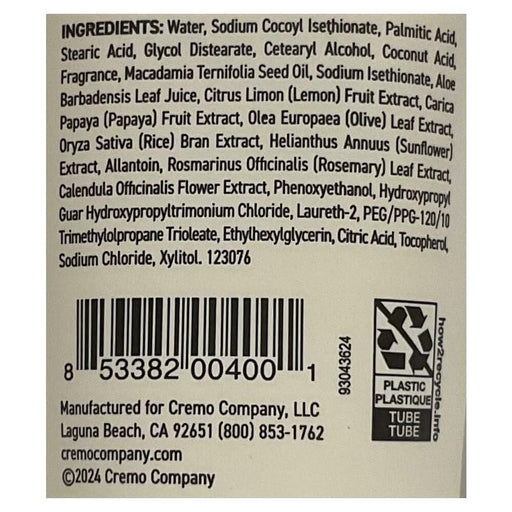 INGREDIENTS: Water, Sodium Cocoyl Isethionate, Palmitic Acid,
Stearic Acid, Glycol Distearate, Cetearyl Alcohol, Coconut Acid,
Fragrance, Macadamia Ternifolia Seed Oil, Sodium Isethionate, Aloe
Barbadensis Leaf Juice, Citrus Limon (Lemon) Fruit Extract, Carica
Papaya (Papaya) Fruit Extract, Olea Europaea (Olive) Leaf Extract,
Oryza Sativa (Rice) Bran Extract, Helianthus Annuus (Sunflower)
Extract, Allantoin, Rosmarinus Officinalis (Rosemary) Leaf Extract,
Calendula Officinalis Flower Extract, Phenoxyethanol, Hydroxypropyl
Guar Hydroxypropyltrimonium Chloride, Laureth-2, PEG/PPG-120/10
Trimethylolpropane Trioleate, Ethylhexylglycerin, Citric Acid, Tocopherol,
Sodium Chloride, Xylitol. 123076
8 53382 00400 1
93043624
how2recycle.info
PLASTIC
PLASTIQUE
TUBE
TUBE
Manufactured for Cremo Company, LLC
Laguna Beach, CA 92651 (800) 853-1762
cremocompany.com
©2024 Cremo Company